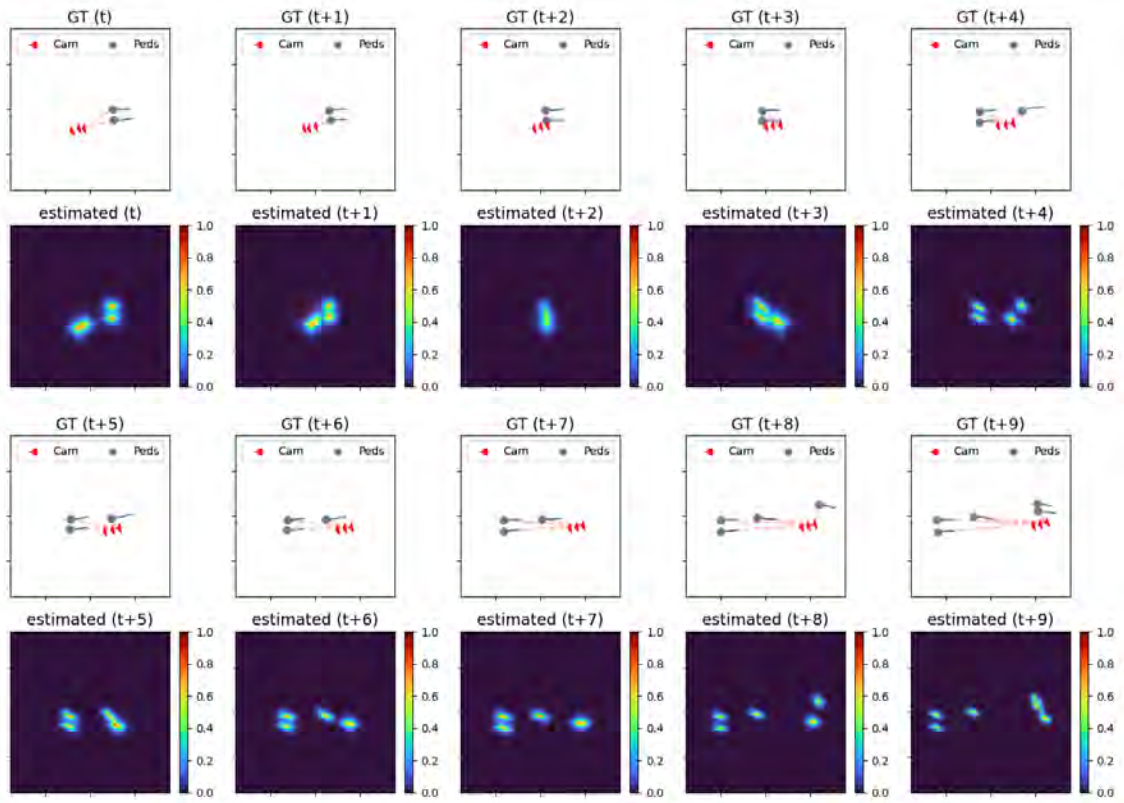 GT (t) GT (t+1) GT (t+2) GT (t+3) GT (t+4)
Cam Peds Cam Peds Cam Peds Cam Peds Cam Peds
estimated (t) estimated (t+1) estimated (t+2) estimated (t+3) estimated (t+4)
1.0 1.0 1.0 1.0 1.0
0.8 0.8 0.8 0.8 0.8
0.6 0.6 0.6 0.6 0.6
0.4 0.4 0.4 0.4 0.4
0.2 0.2 0.2 0.2 0.2
0.0 0.0 0.0 0.0 0.0
GT (t+5) GT (t+6) GT (t+7) GT (t+8) GT (t+9)
Cam Peds Cam Peds Cam Peds Cam Peds Cam Peds
estimated (t+5) estimated (t+6) estimated (t+7) estimated (t+8) estimated (t+9)
1.0 1.0 1.0 1.0 1.0
0.8 0.8 0.8 0.8 0.8
0.6 0.6 0.6 0.6 0.6
0.4 0.4 0.4 0.4 0.4
0.2 0.2 0.2 0.2 0.2
0.0 0.0 0.0 0.0 0.0